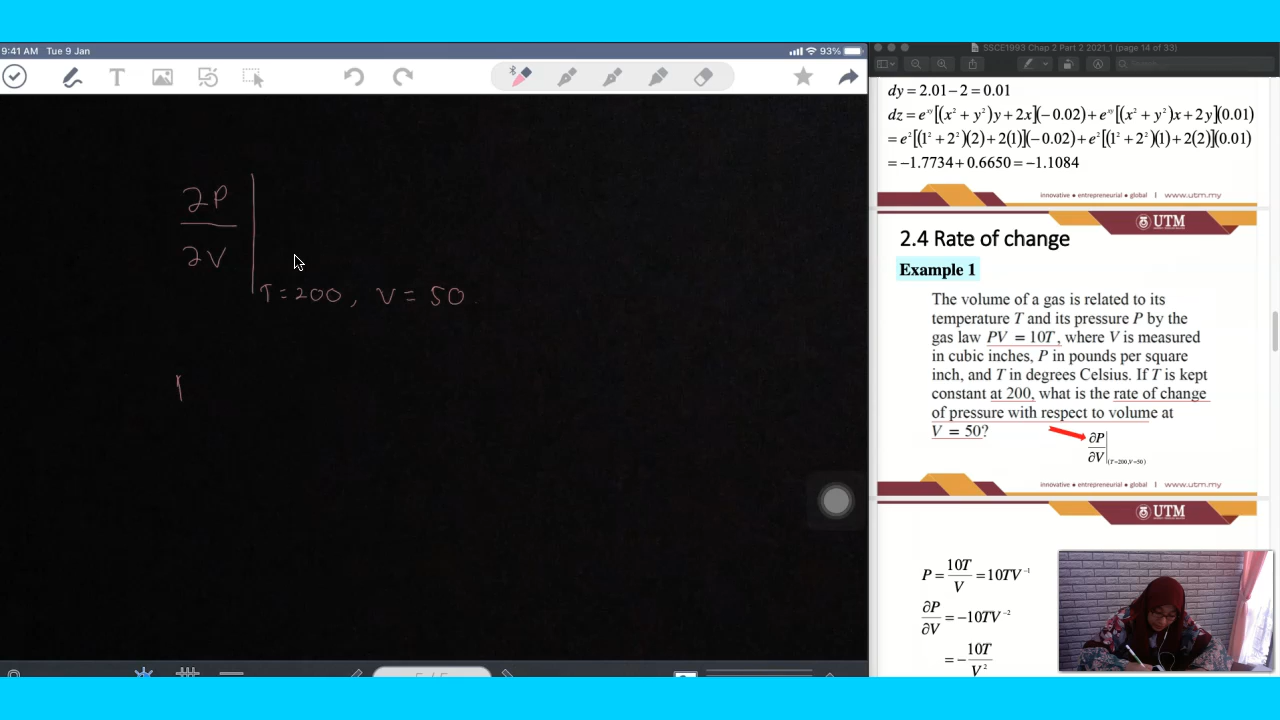 9:41 AM Tue 9 Jan
93%
∂P
∂V
T = 200, V = 50
SSCE1993 Chap 2 Part 2 2021_1 (page 14 of 33)
dy = 2.01 − 2 = 0.01
dz = eˣʸ[(x² + y²)y + 2x](−0.02) + eˣʸ[(x² + y²)x + 2y](0.01)
= e²[(1² + 2²)(2) + 2(1)](−0.02) + e²[(1² + 2²)(1) + 2(2)](0.01)
= −1.7734 + 0.6650 = −1.1084
innovative ● entrepreneurial ● global | www.utm.my
UTM
2.4 Rate of change
Example 1
The volume of a gas is related to its
temperature T and its pressure P by the
gas law PV = 10T, where V is measured
in cubic inches, P in pounds per square
inch, and T in degrees Celsius. If T is kept
constant at 200, what is the rate of change
of pressure with respect to volume at
V = 50?
∂P
∂V (T=200,V=50)
innovative ● entrepreneurial ● global | www.utm.my
UTM
P = 10T/V = 10TV⁻¹
∂P/∂V = −10TV⁻²
= −10T/V²
5 / 5